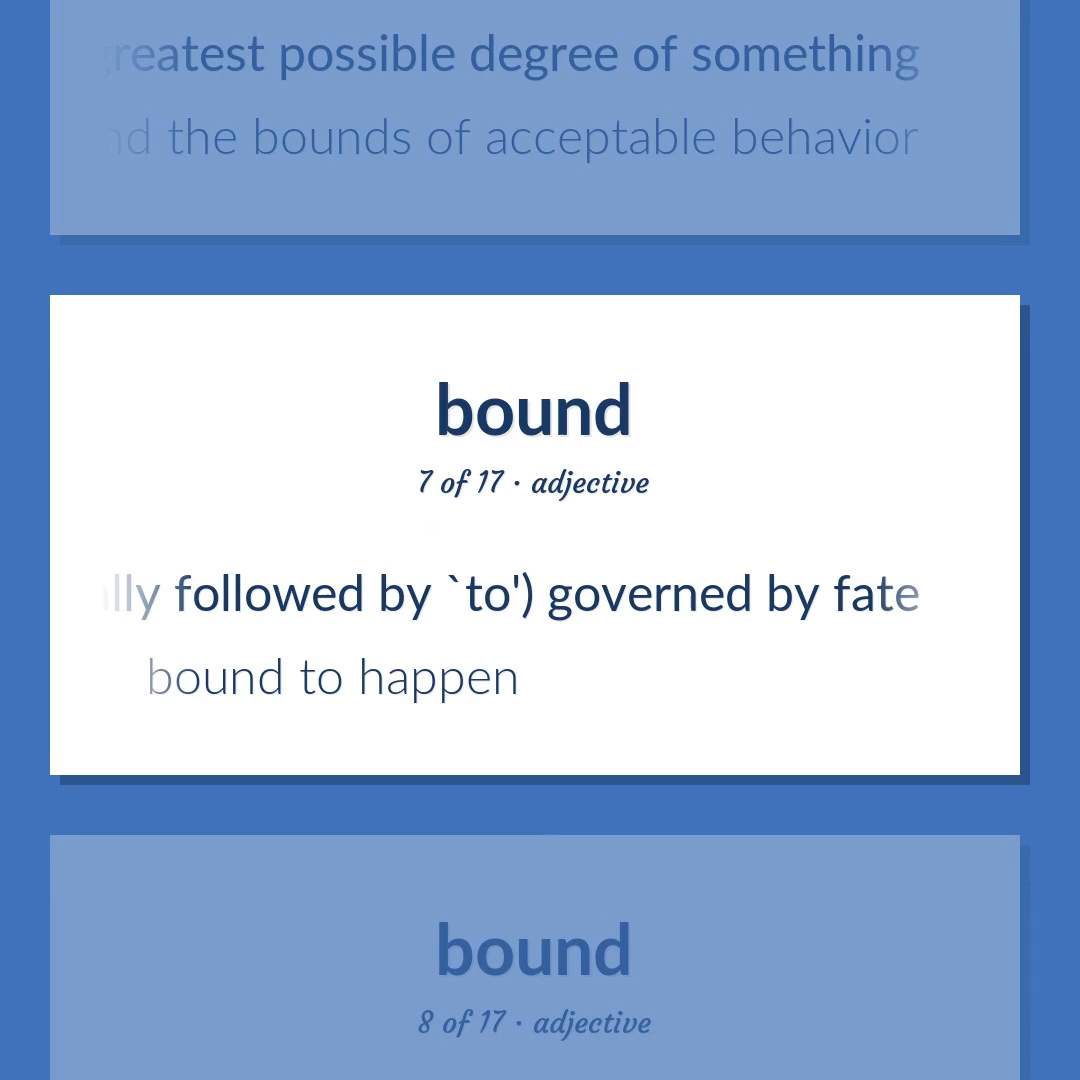 greatest possible degree of something
the bounds of acceptable behavior
bound
7 of 17 · adjective
followed by `to') governed by fate
bound to happen
bound
8 of 17 · adjective